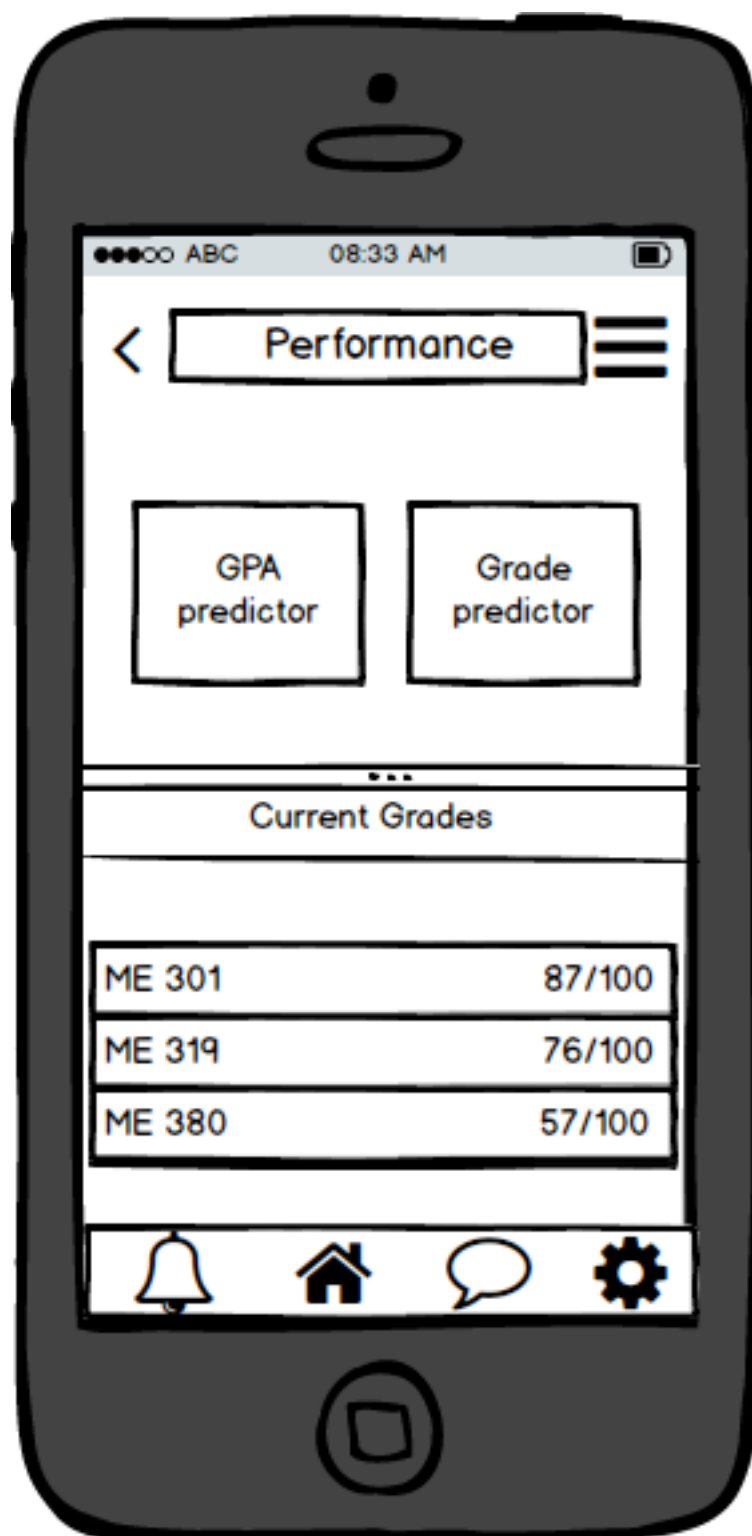 ABC 08:33 AM
Performance
GPA
predictor
Grade
predictor
Current Grades
ME 301 87/100
ME 319 76/100
ME 380 57/100